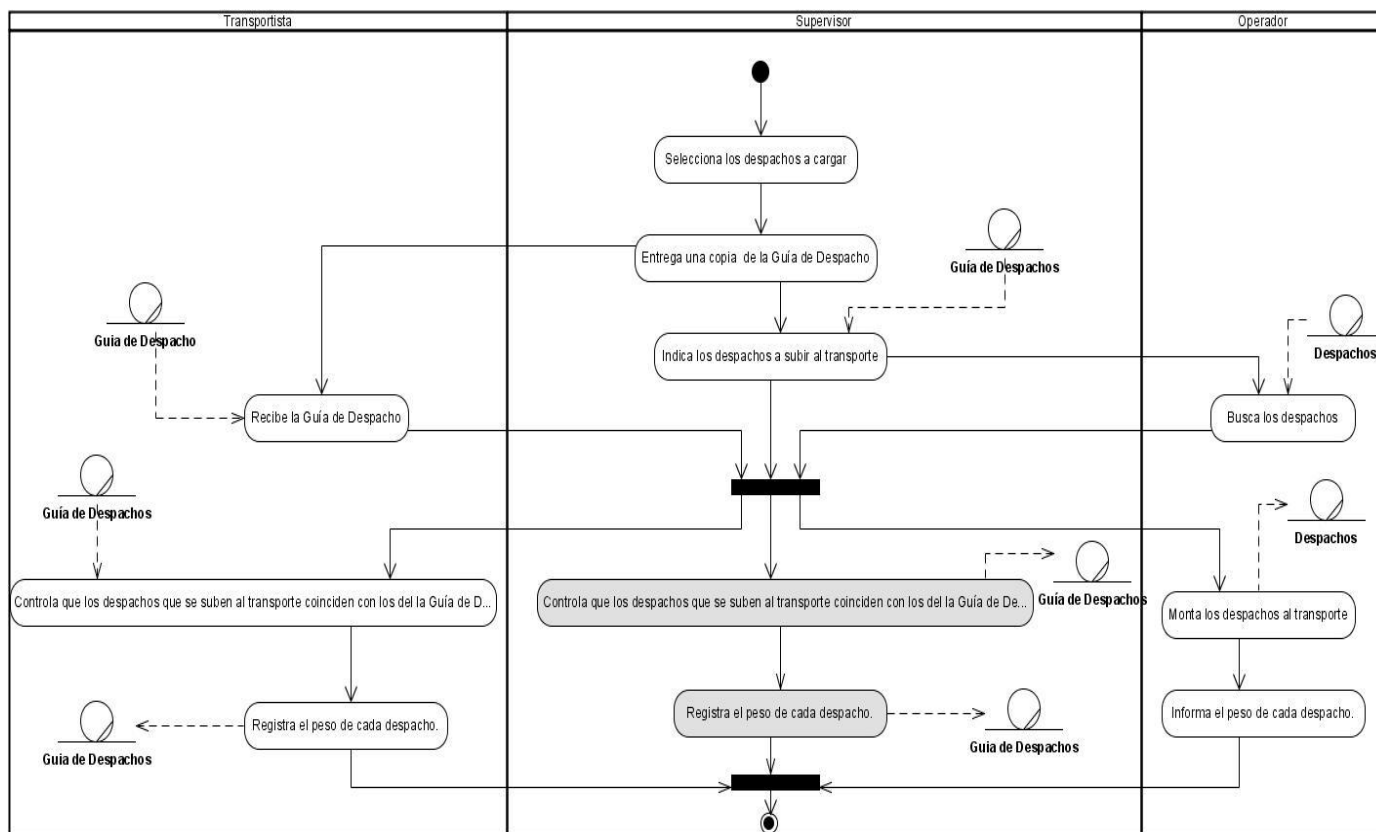 Transportista
Supervisor
Operador
Selecciona los despachos a cargar
Entrega una copia de la Guía de Despacho
Guía de Despachos
Guia de Despacho
Indica los despachos a subir al transporte
Despachos
Recibe la Guía de Despacho
Busca los despachos
Guía de Despachos
Despachos
Controla que los despachos que se suben al transporte coinciden con los del la Guía de D...
Controla que los despachos que se suben al transporte coinciden con los del la Guía de De...
Guía de Despachos
Monta los despachos al transporte
Registra el peso de cada despacho.
Guia de Despachos
Registra el peso de cada despacho.
Guia de Despachos
Informa el peso de cada despacho.